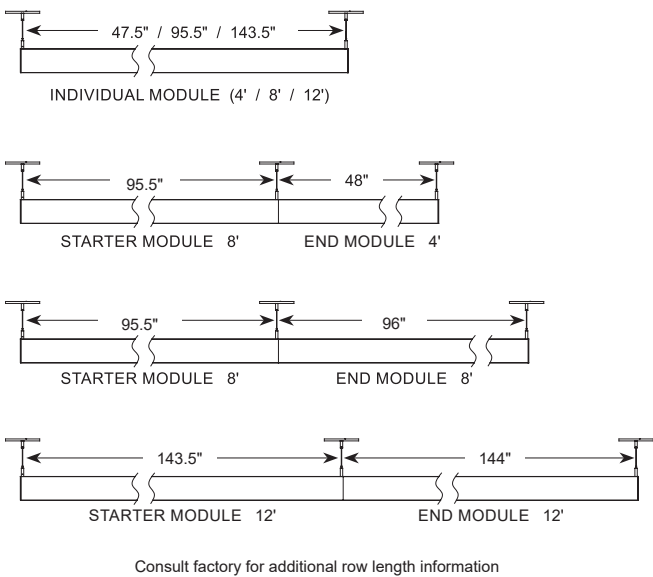 47.5" / 95.5" / 143.5"
INDIVIDUAL MODULE (4' / 8' / 12')
95.5" 48"
STARTER MODULE 8' END MODULE 4'
95.5" 96"
STARTER MODULE 8' END MODULE 8'
143.5" 144"
STARTER MODULE 12' END MODULE 12'
Consult factory for additional row length information